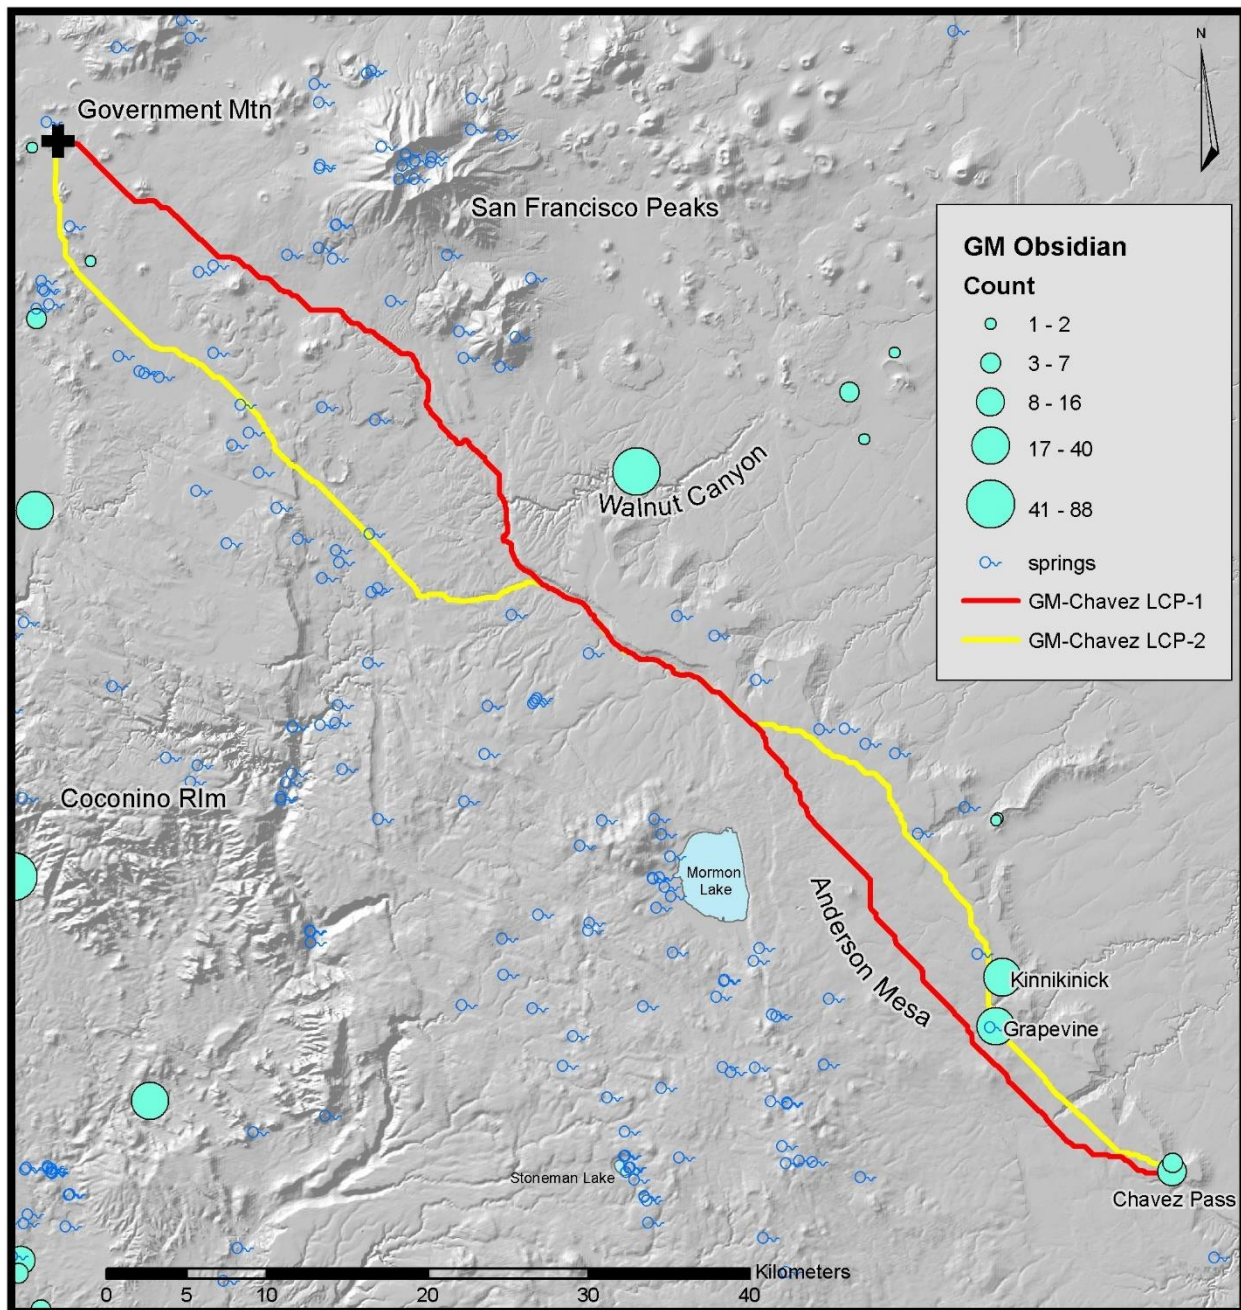 N
Government Mtn
San Francisco Peaks
GM Obsidian
Count
1 - 2
3 - 7
8 - 16
17 - 40
41 - 88
springs
GM-Chavez LCP-1
GM-Chavez LCP-2
Walnut Canyon
Coconino RIm
Mormon
Lake
Anderson Mesa
Kinnikinick
Grapevine
Stoneman Lake
Chavez Pass
Kilometers
0 5 10 20 30 40